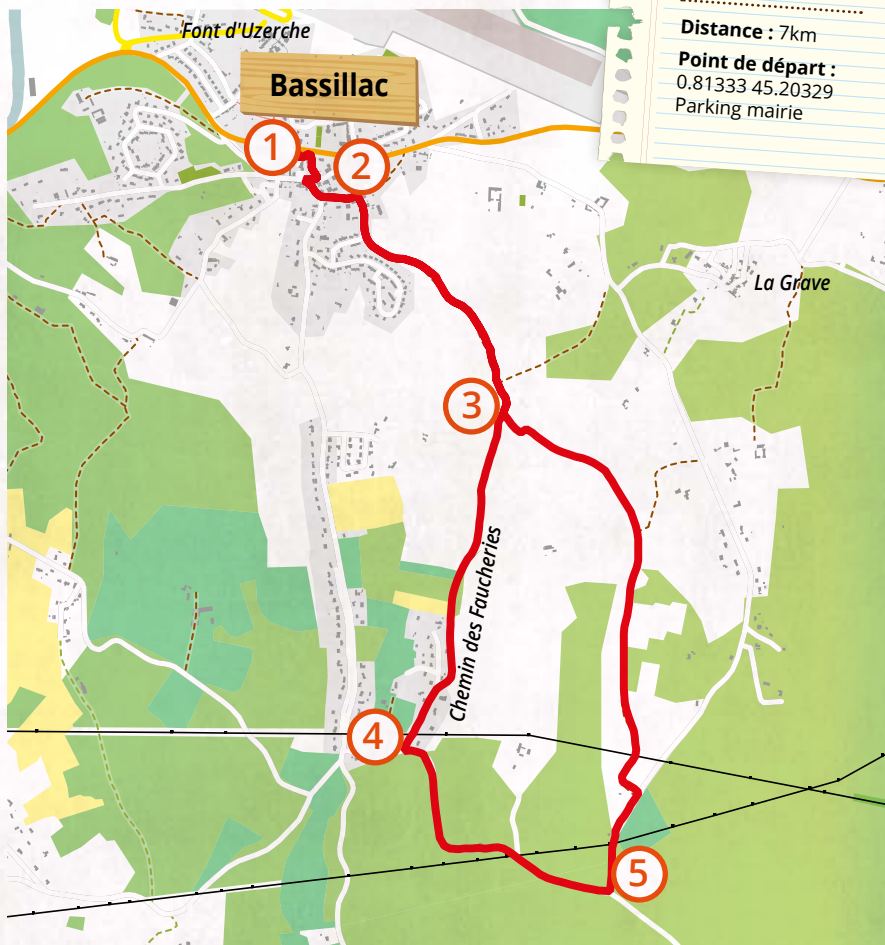 Font d'Uzerche
Bassillac
Distance : 7km
Point de départ :
0.81333 45.20329
Parking mairie
1
2
La Grave
3
Chemin des Faucheries
4
5